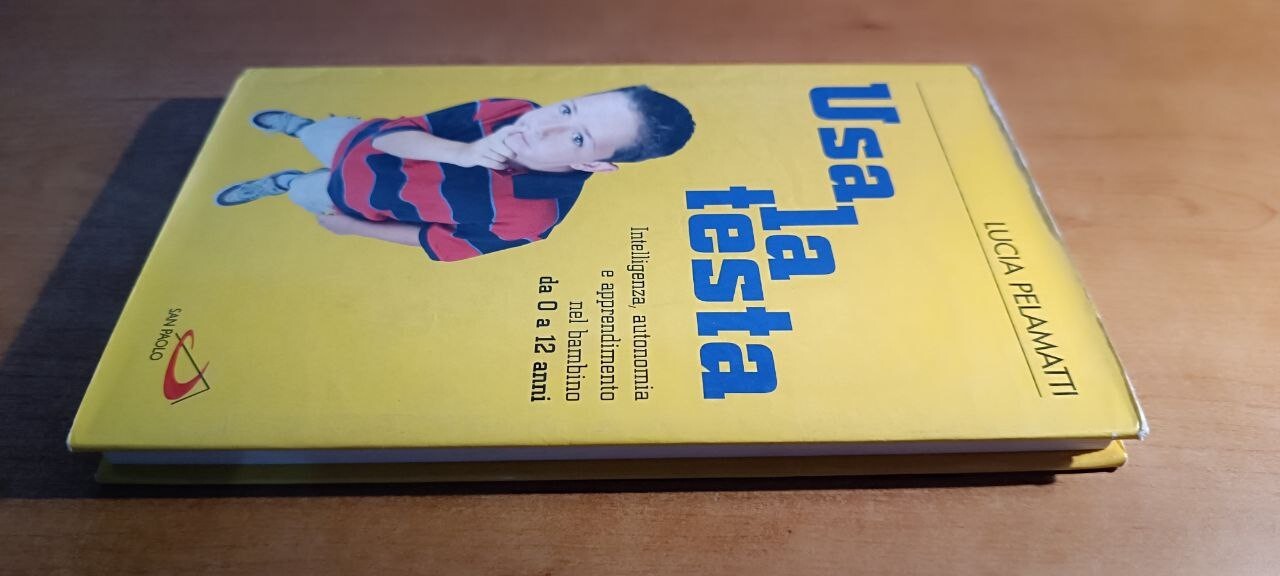 LUCIA PELAMATTI
Usa
la
testa
Intelligenza, autonomia
e apprendimento
nel bambino
da 0 a 12 anni
SAN PAOLO